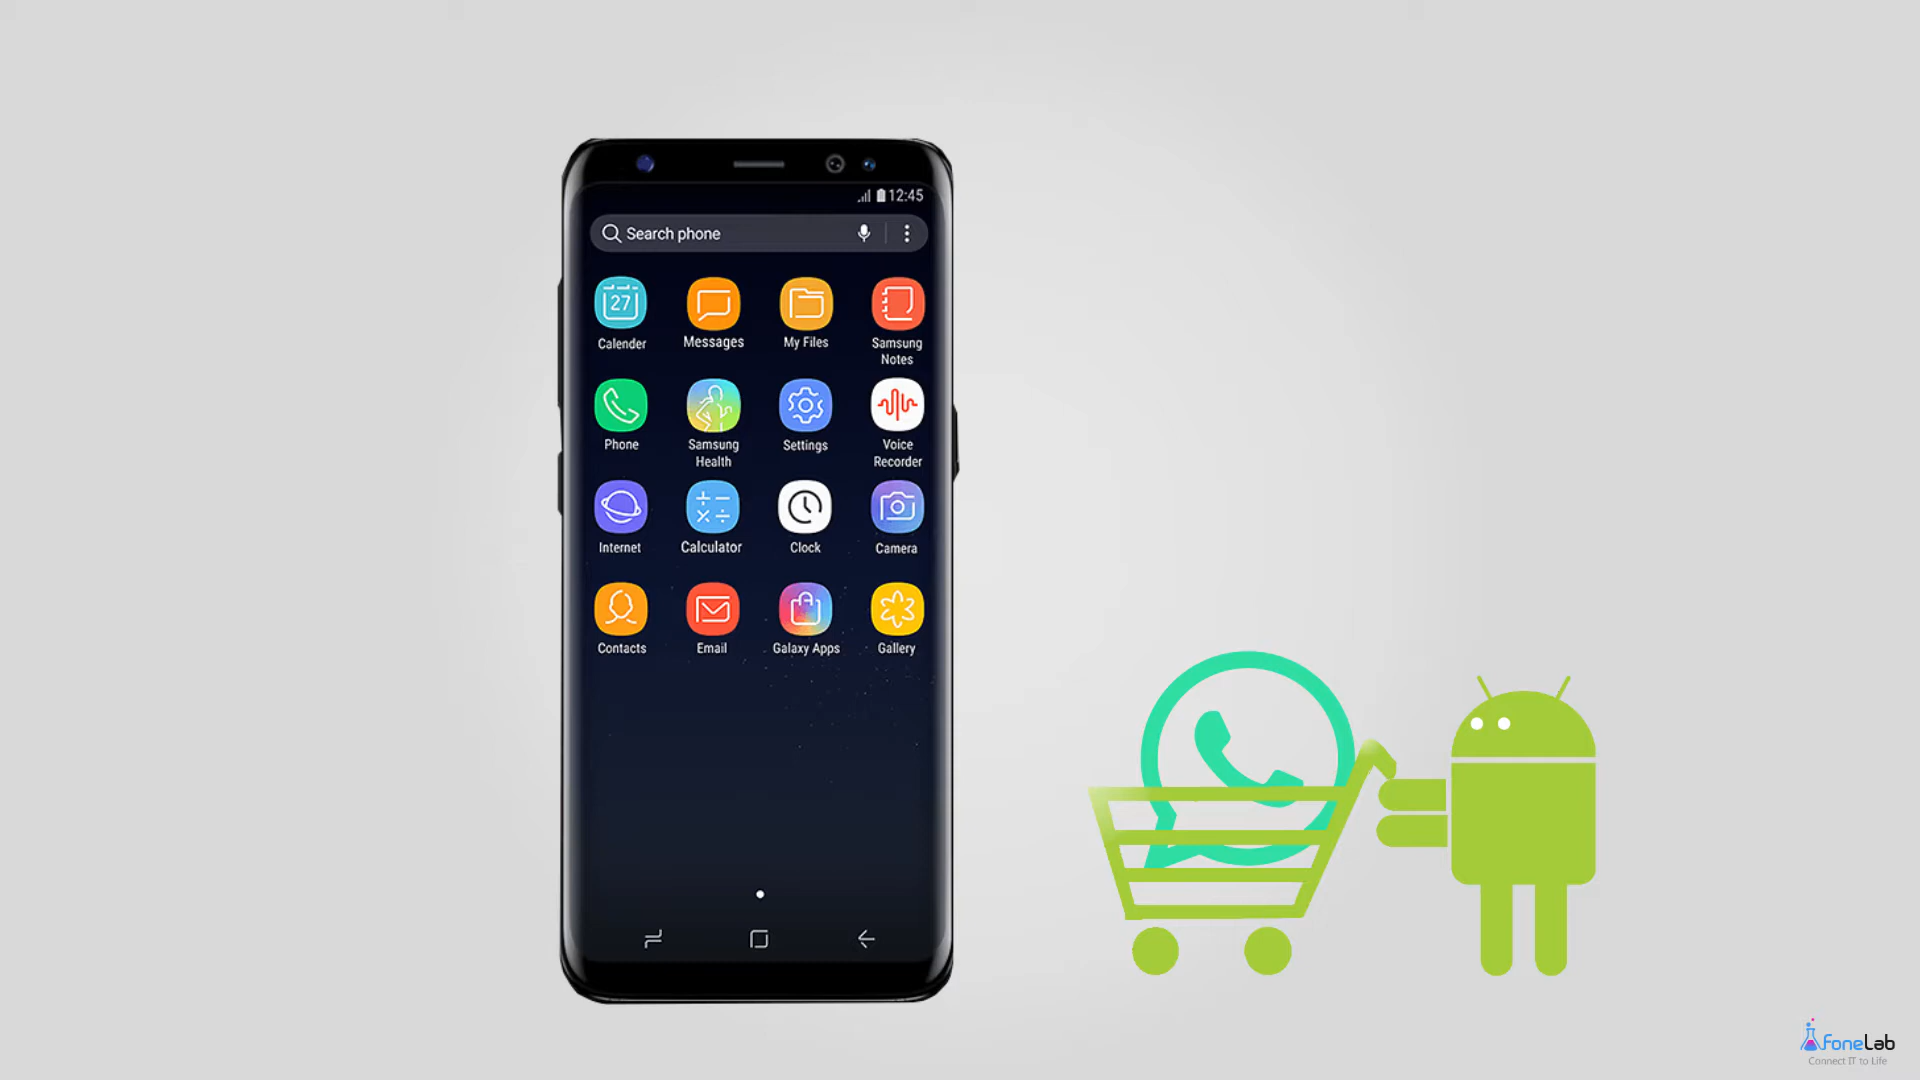 12:45
Search phone
27
Calender
Messages
My Files
Samsung
Notes
Phone
Samsung
Health
Settings
Voice
Recorder
Internet
Calculator
Clock
Camera
Contacts
Email
Galaxy Apps
Gallery
FoneLab
Connect IT to Life